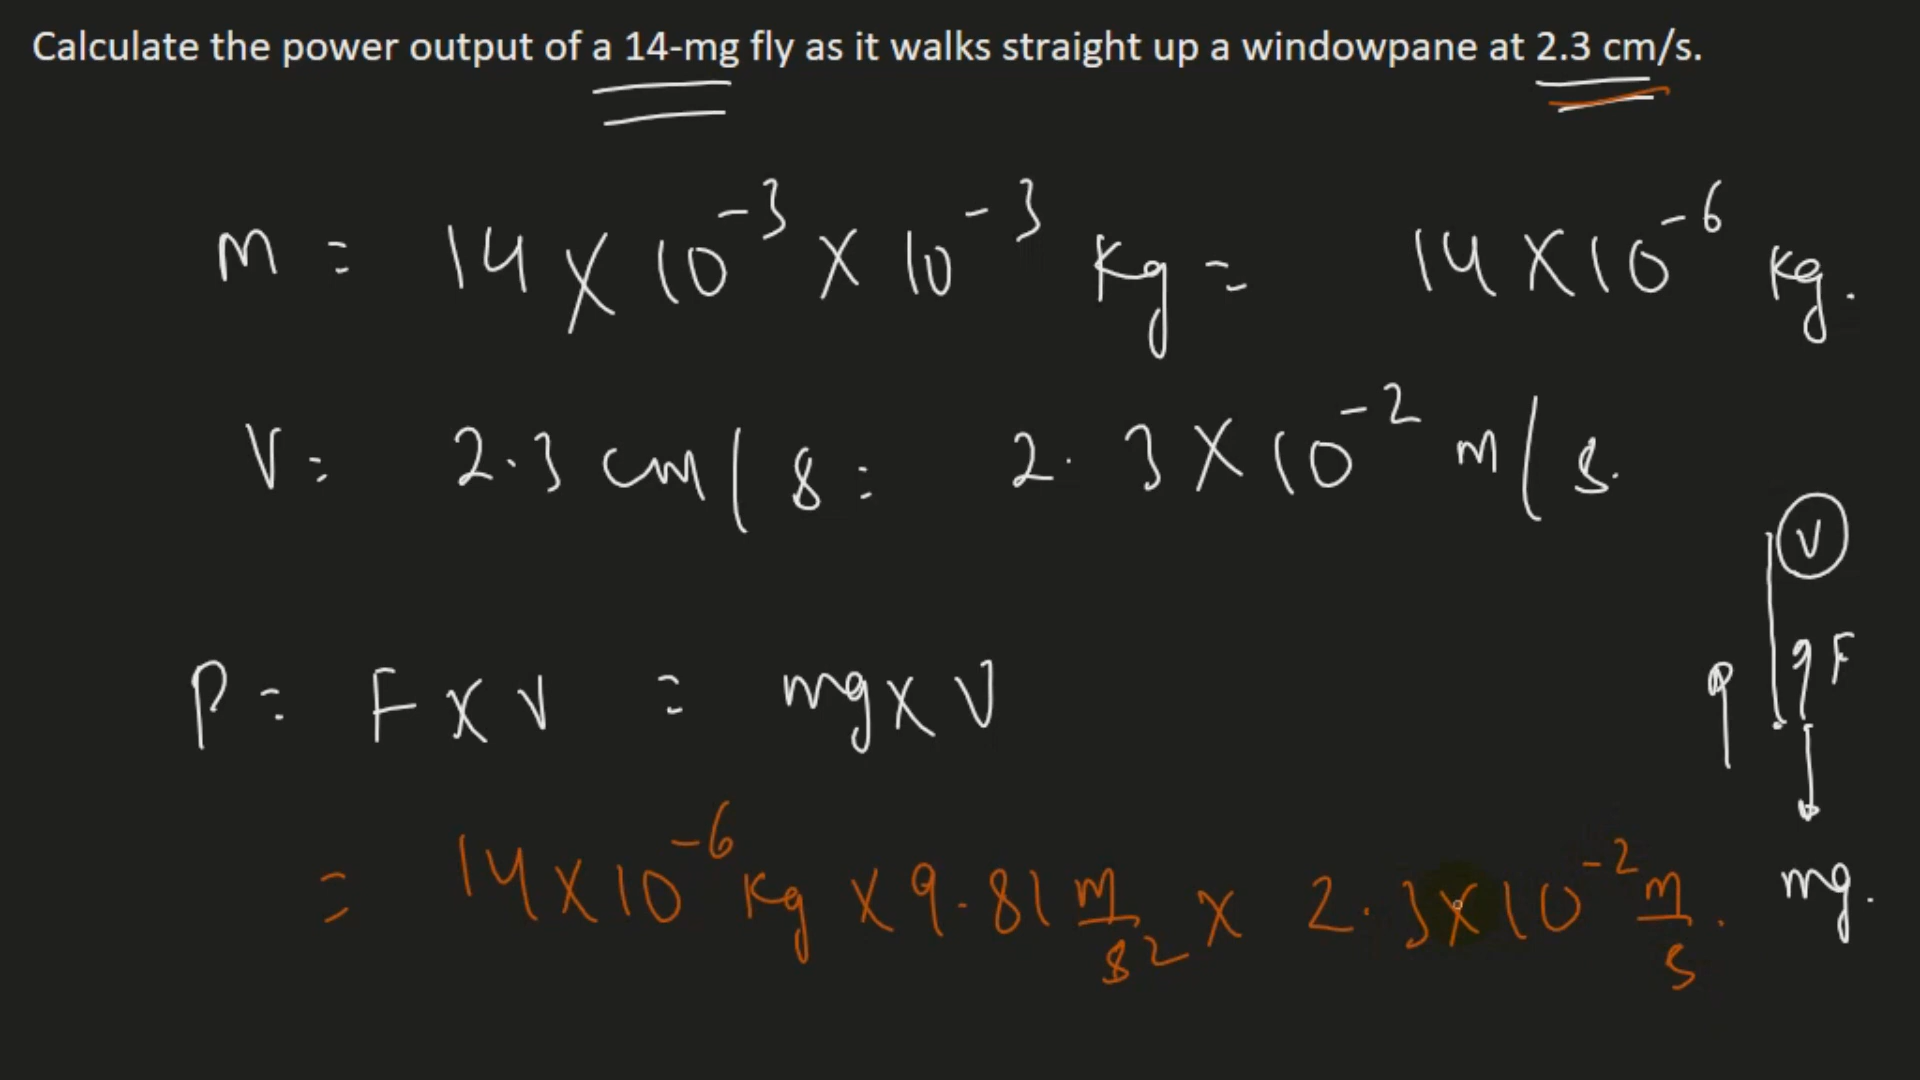 Calculate the power output of a 14-mg fly as it walks straight up a windowpane at 2.3 cm/s.
m = 14 × 10⁻³ × 10⁻³ kg = 14 × 10⁻⁶ kg.
V = 2.3 cm/s = 2.3 × 10⁻² m/s.
V
F
P = F × V = mg × V
mg.
= 14 × 10⁻⁶ kg × 9.81 m/s² × 2.3 × 10⁻² m/s.